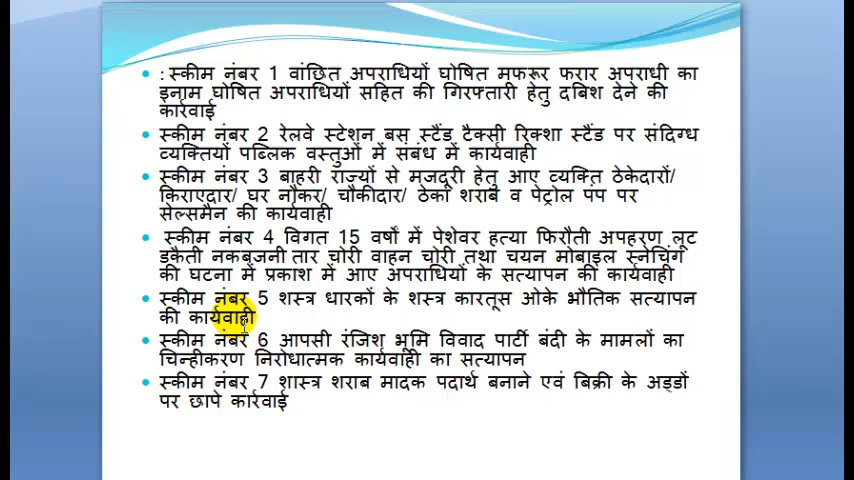 : स्कीम नंबर 1 वांछित अपराधियों घोषित मफरूर फरार अपराधी का
इनाम घोषित अपराधियों सहित की गिरफ्तारी हेतु दबिश देने की
कार्रवाई
स्कीम नंबर 2 रेलवे स्टेशन बस स्टैंड टैक्सी रिक्शा स्टैंड पर संदिग्ध
व्यक्तियों पब्लिक वस्तुओं में संबंध में कार्यवाही
स्कीम नंबर 3 बाहरी राज्यों से मजदूरी हेतु आए व्यक्ति ठेकेदारों/
किराएदार/ घर नौकर/ चौकीदार/ ठेका शराब व पेट्रोल पंप पर
सेल्समैन की कार्यवाही
स्कीम नंबर 4 विगत 15 वर्षों में पेशेवर हत्या फिरौती अपहरण लूट
डकैती नकबजनी तार चोरी वाहन चोरी तथा चयन मोबाइल स्नेचिंग
की घटना में प्रकाश में आए अपराधियों के सत्यापन की कार्यवाही
स्कीम नंबर 5 शस्त्र धारकों के शस्त्र कारतूस ओके भौतिक सत्यापन
की कार्यवाही
स्कीम नंबर 6 आपसी रंजिश भूमि विवाद पार्टी बंदी के मामलों का
चिन्हीकरण निरोधात्मक कार्यवाही का सत्यापन
स्कीम नंबर 7 शास्त्र शराब मादक पदार्थ बनाने एवं बिक्री के अड्डों
पर छापे कार्रवाई